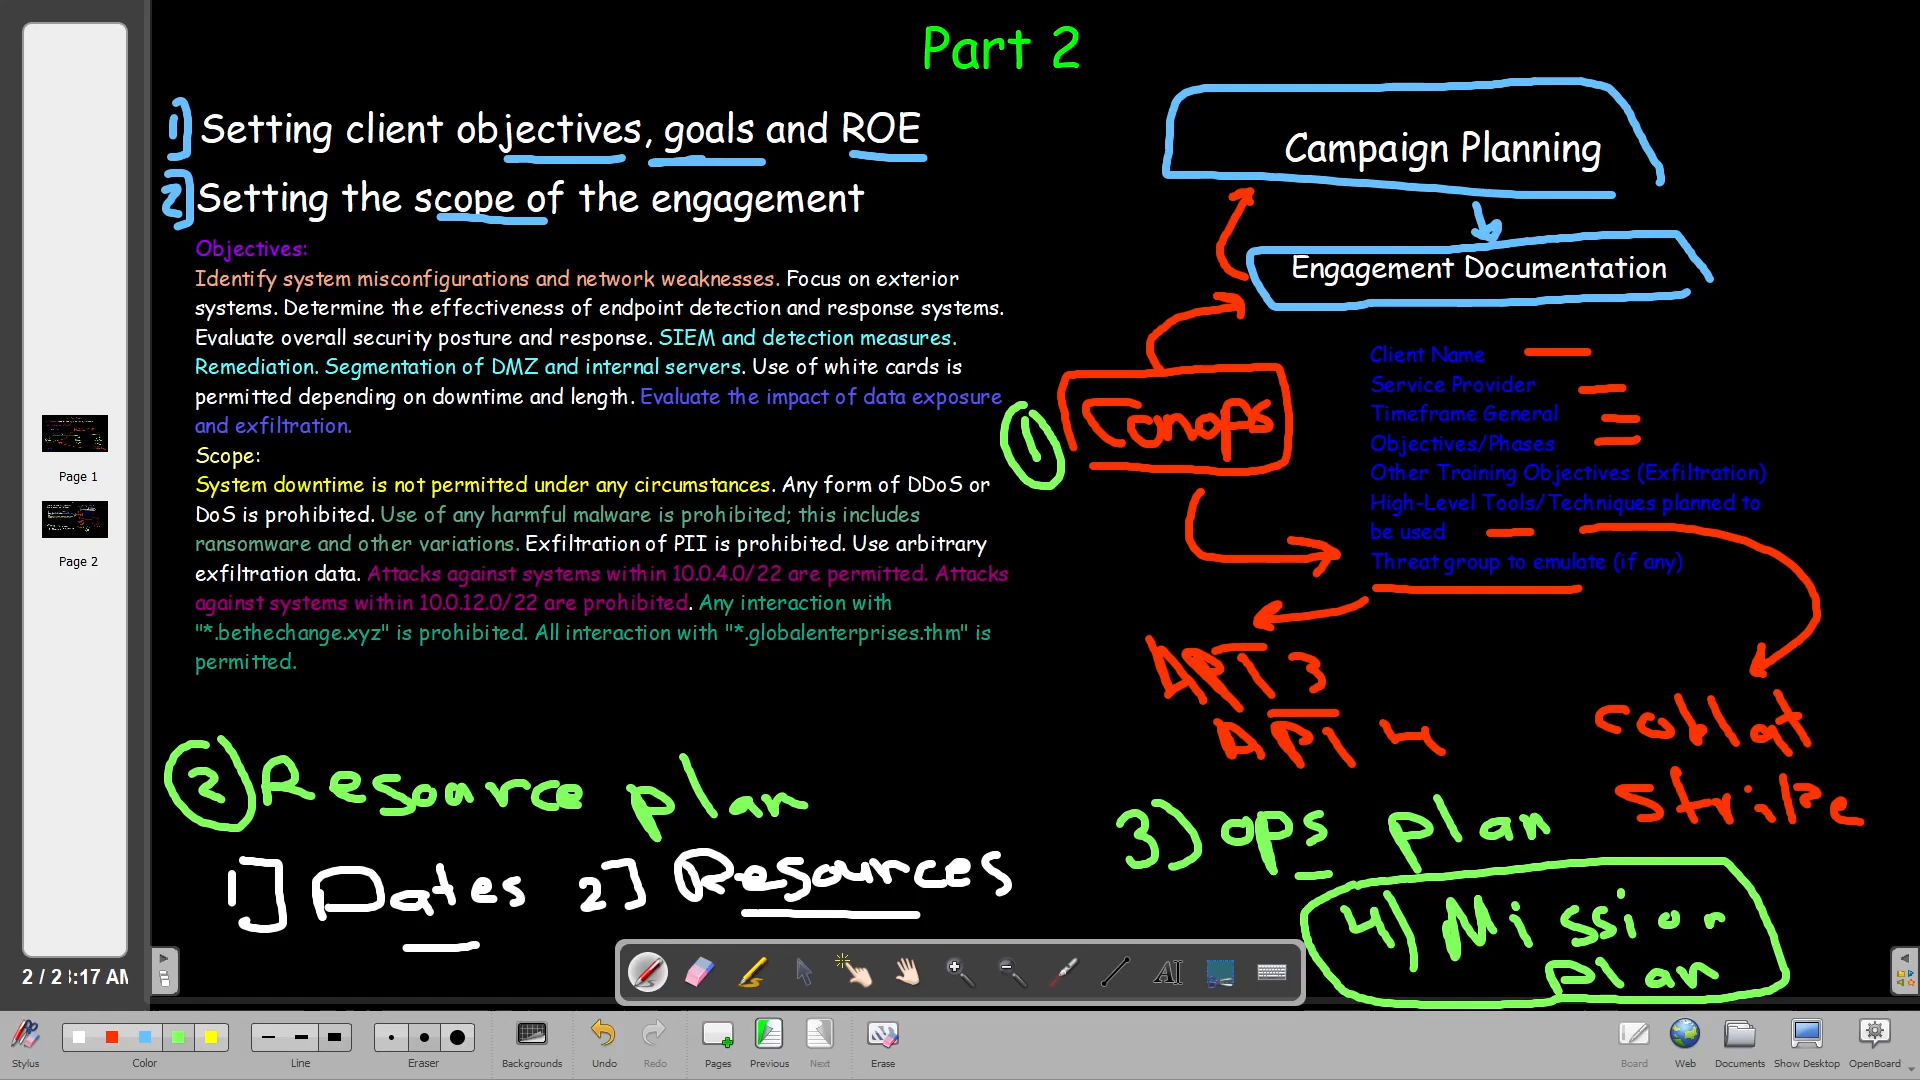 Part 2
1] Setting client objectives, goals and ROE
2] Setting the scope of the engagement
Objectives:
Identify system misconfigurations and network weaknesses. Focus on exterior
systems. Determine the effectiveness of endpoint detection and response systems.
Evaluate overall security posture and response. SIEM and detection measures.
Remediation. Segmentation of DMZ and internal servers. Use of white cards is
permitted depending on downtime and length. Evaluate the impact of data exposure
and exfiltration.
Scope:
System downtime is not permitted under any circumstances. Any form of DDoS or
DoS is prohibited. Use of any harmful malware is prohibited; this includes
ransomware and other variations. Exfiltration of PII is prohibited. Use arbitrary
exfiltration data. Attacks against systems within 10.0.4.0/22 are permitted. Attacks
against systems within 10.0.12.0/22 are prohibited. Any interaction with
"*.bethechange.xyz" is prohibited. All interaction with "*.globalenterprises.thm" is
permitted.
Campaign Planning
Engagement Documentation
1
Conops
Client Name
Service Provider
Timeframe General
Objectives/Phases
Other Training Objectives (Exfiltration)
High-Level Tools/Techniques planned to
be used
Threat group to emulate (if any)
APT 3
APT 4
coblat
strike
2) Resource plan
1] Dates 2] Resources
3) ops plan
4) Mission
plan
Page 1
Page 2
2 / 2
:17 AM
Stylus
Color
Line
Eraser
Backgrounds
Undo
Redo
Pages
Previous
Next
Erase
Board
Web
Documents
Show Desktop
OpenBoard